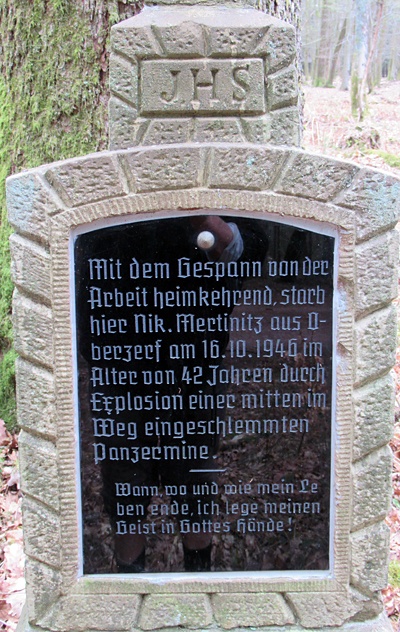 JHS
Mit dem Gespann von der
Arbeit heimkehrend, starb
hier Nik. Mertinitz aus O-
berzerf am 16.10.1946 im
Alter von 42 Jahren durch
Explosion einer mitten im
Weg eingeschlemmten
Panzermine.
Wann, wo und wie mein Le
ben ende, ich lege meinen
Geist in Gottes Hände!